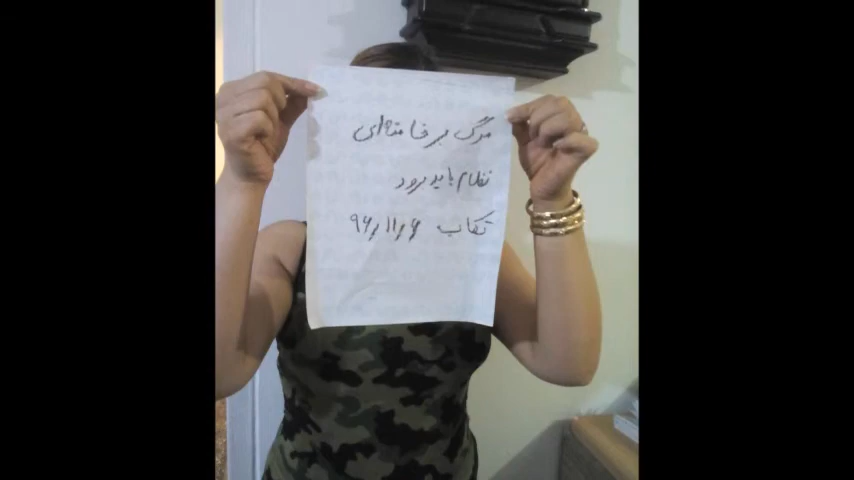 مرگ بر خامنه‌ای
نظام باید برود
تکاب ۹۶٫۱۱٫۶